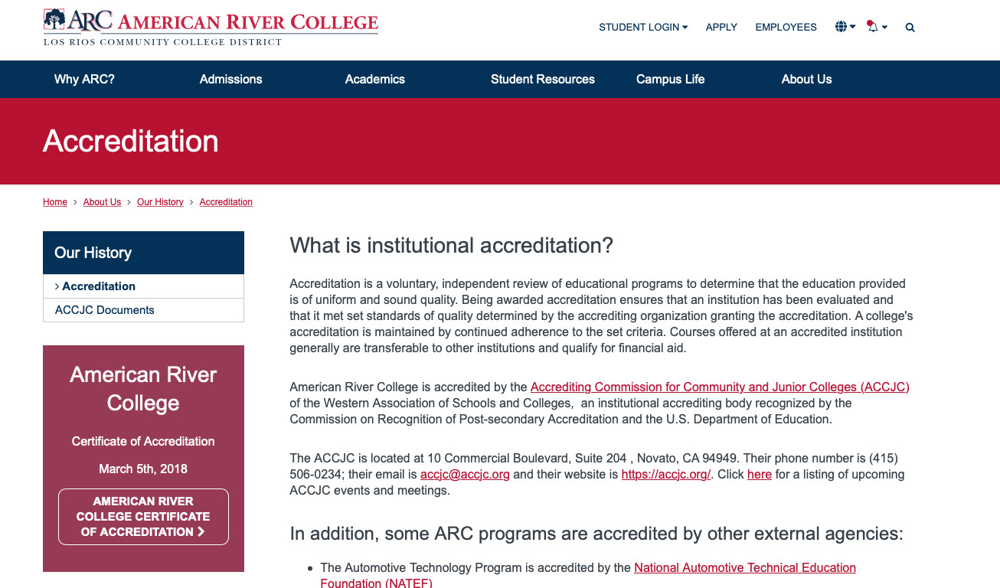 ARC AMERICAN RIVER COLLEGE
LOS RIOS COMMUNITY COLLEGE DISTRICT
STUDENT LOGIN APPLY EMPLOYEES
Why ARC? Admissions Academics Student Resources Campus Life About Us
Accreditation
Home > About Us > Our History > Accreditation
Our History
> Accreditation
ACCJC Documents
American River
College
Certificate of Accreditation
March 5th, 2018
AMERICAN RIVER
COLLEGE CERTIFICATE
OF ACCREDITATION >
What is institutional accreditation?
Accreditation is a voluntary, independent review of educational programs to determine that the education provided
is of uniform and sound quality. Being awarded accreditation ensures that an institution has been evaluated and
that it met set standards of quality determined by the accrediting organization granting the accreditation. A college's
accreditation is maintained by continued adherence to the set criteria. Courses offered at an accredited institution
generally are transferable to other institutions and qualify for financial aid.
American River College is accredited by the Accrediting Commission for Community and Junior Colleges (ACCJC)
of the Western Association of Schools and Colleges,  an institutional accrediting body recognized by the
Commission on Recognition of Post-secondary Accreditation and the U.S. Department of Education.
The ACCJC is located at 10 Commercial Boulevard, Suite 204 , Novato, CA 94949. Their phone number is (415)
506-0234; their email is accjc@accjc.org and their website is https://accjc.org/. Click here for a listing of upcoming
ACCJC events and meetings.
In addition, some ARC programs are accredited by other external agencies:
• The Automotive Technology Program is accredited by the National Automotive Technical Education
Foundation (NATEF)